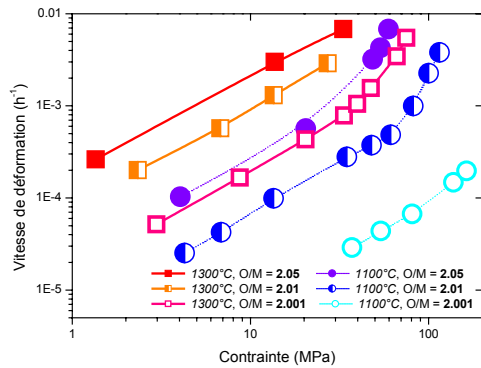 0.01
1E-3
1E-4
1E-5
Vitesse de déformation (h⁻¹)
1300°C, O/M = 2.05
1100°C, O/M = 2.05
1300°C, O/M = 2.01
1100°C, O/M = 2.01
1300°C, O/M = 2.001
1100°C, O/M = 2.001
1
10
100
Contrainte (MPa)